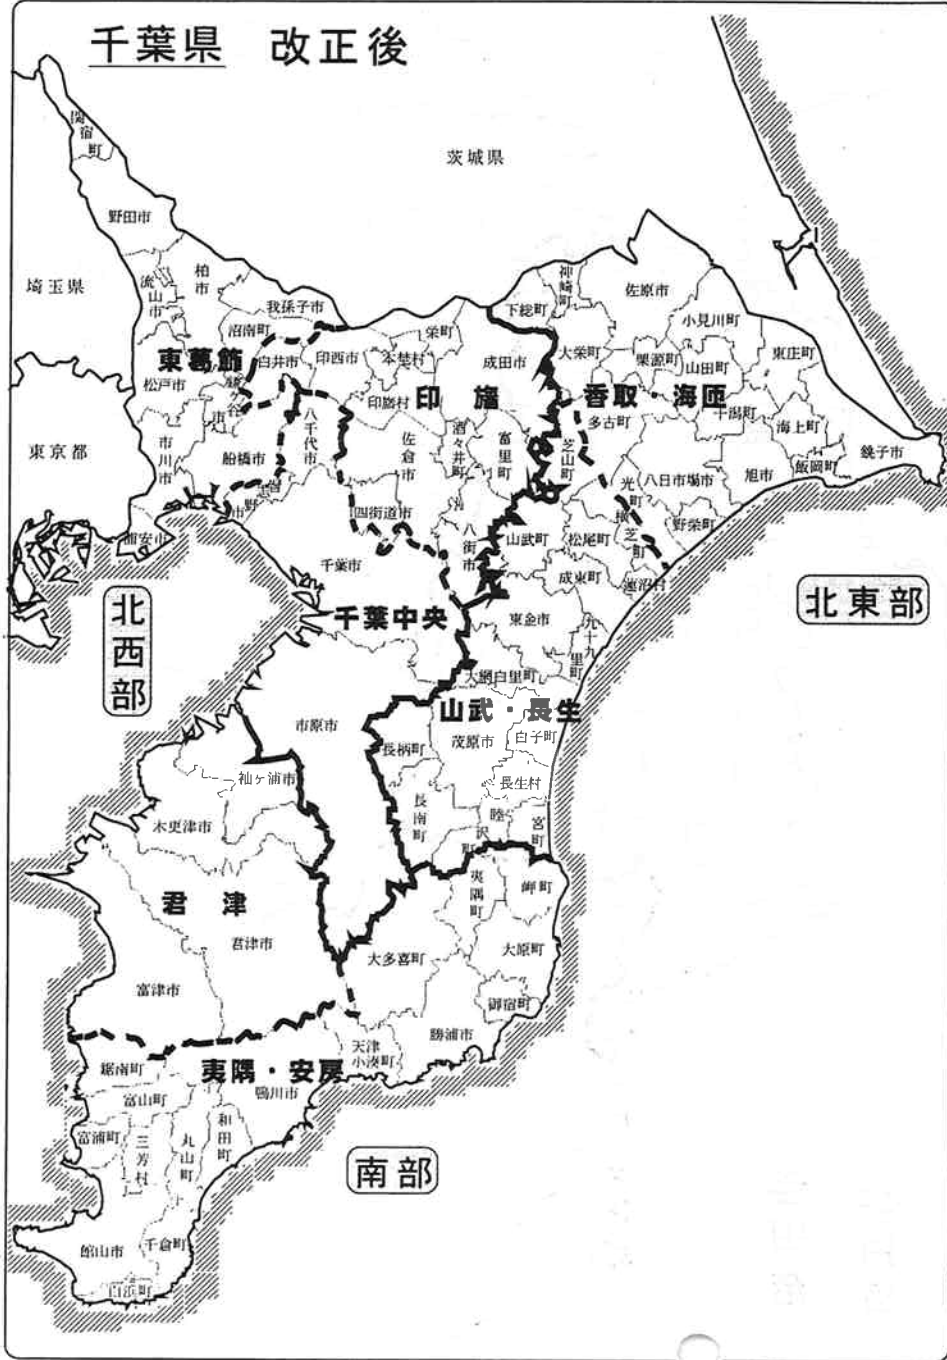 千葉県 改正後
茨城県
埼玉県
東京都
関宿町
野田市
流山市
柏市
我孫子市
沼南町
東葛飾
白井市
印西市
本埜村
栄町
成田市
下総町
神崎町
佐原市
小見川町
大栄町
栗源町
山田町
東庄町
松戸市
鎌ヶ谷市
印旛村
印旛
香取・海匝
多古町
干潟町
海上町
銚子市
市川市
船橋市
八千代市
佐倉市
酒々井町
富里町
芝山町
光町
八日市場市
旭市
飯岡町
習志野市
四街道市
八街市
山武町
松尾町
横芝町
野栄町
浦安市
千葉市
成東町
蓮沼村
北東部
北西部
千葉中央
東金市
九十九里町
大網白里町
山武・長生
市原市
長柄町
茂原市
白子町
袖ヶ浦市
長生村
長南町
睦沢町
宮町
木更津市
君津
君津市
夷隅町
岬町
大多喜町
大原町
富津市
御宿町
勝浦市
天津小湊町
鋸南町
夷隅・安房
鴨川市
富山町
富浦町
三芳村
丸山町
和田町
南部
館山市
千倉町
白浜町